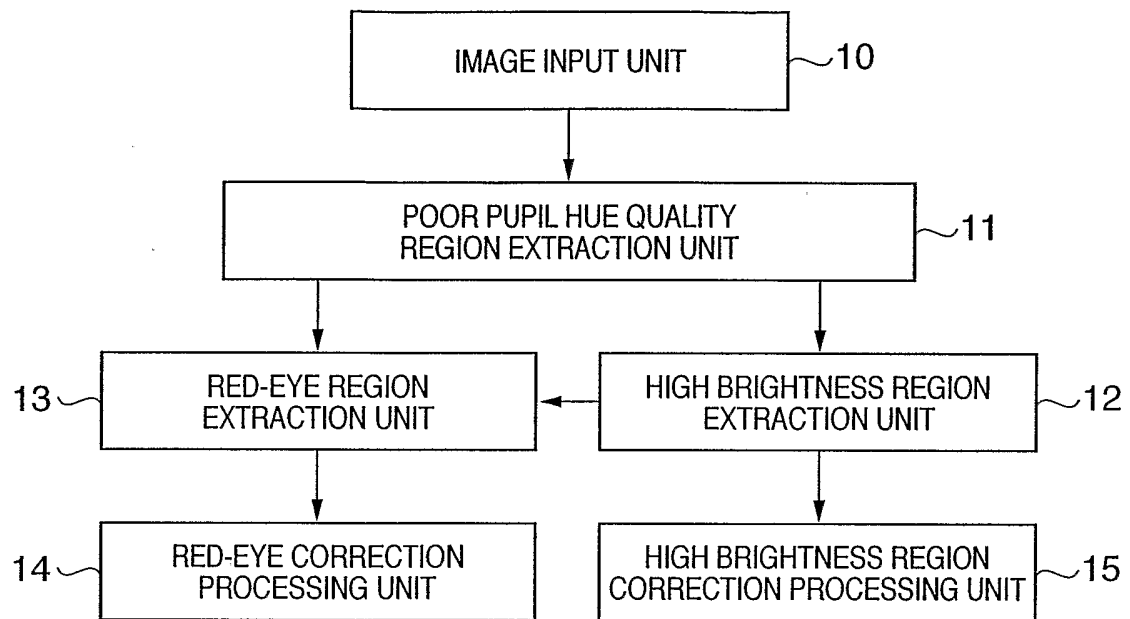 IMAGE INPUT UNIT
10
POOR PUPIL HUE QUALITY
REGION EXTRACTION UNIT
11
13
RED-EYE REGION
EXTRACTION UNIT
HIGH BRIGHTNESS REGION
EXTRACTION UNIT
12
14
RED-EYE CORRECTION
PROCESSING UNIT
HIGH BRIGHTNESS REGION
CORRECTION PROCESSING UNIT
15